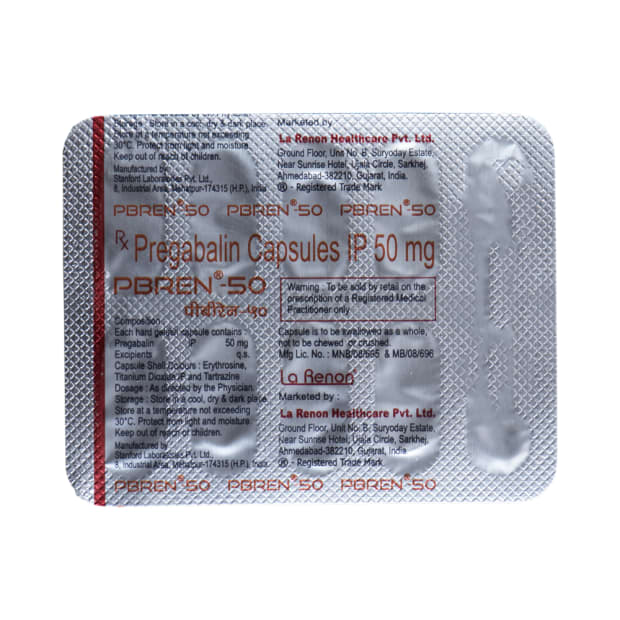 Storage : Store in a cool, dry & dark place
Store at a temperature not exceeding
30°C. Protect from light and moisture.
Keep out of reach of children.
Manufactured by
Stanford Laboratories Pvt. Ltd.,
8, Industrial Area, Mehatpur-174315 (H.P.), India
Marketed by
La Renon Healthcare Pvt. Ltd.
Ground Floor, Unit No. B, Suryoday Estate,
Near Sunrise Hotel, Ujala Circle, Sarkhej,
Ahmedabad-382210, Gujarat, India.
® - Registered Trade Mark
PBREN®-50 PBREN®-50 PBREN®-50
Rx Pregabalin Capsules IP 50 mg
PBREN®-50
पीबीरेन-५०
Composition :
Each hard gelatin capsule contains :
Pregabalin IP 50 mg
Excipients q.s.
Capsule Shell Colours : Erythrosine,
Titanium Dioxide IP and Tartrazine
Dosage : As directed by the Physician.
Storage : Store in a cool, dry & dark place
Store at a temperature not exceeding
30°C. Protect from light and moisture
Keep out of reach of children.
Manufactured by
Stanford Laboratories Pvt. Ltd.,
8, Industrial Area, Mehatpur-174315 (H.P.), India
Warning : To be sold by retail on the
prescription of a Registered Medical
Practitioner only
Capsule is to be swallowed as a whole,
not to be chewed or crushed.
Mfg Lic. No. : MNB/08/695 & MB/08/696
La Renon®
Marketed by :
La Renon Healthcare Pvt. Ltd.
Ground Floor, Unit No. B, Suryoday Estate,
Near Sunrise Hotel, Ujala Circle, Sarkhej,
Ahmedabad-382210, Gujarat, India.
® - Registered Trade Mark
PBREN®-50 PBREN®-50 PBREN®-50